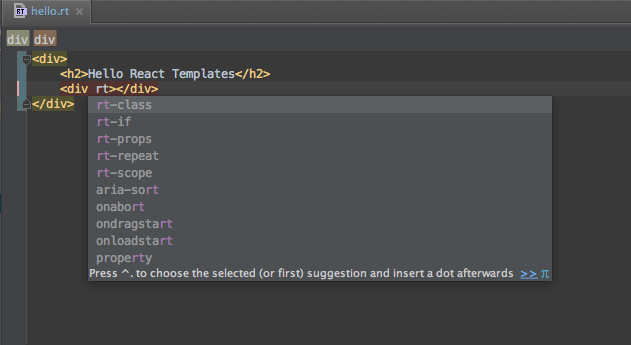 RT hello.rt ×
div div
<div>
<h2>Hello React Templates</h2>
<div rt></div>
</div>
rt-class
rt-if
rt-props
rt-repeat
rt-scope
aria-sort
onabort
ondragstart
onloadstart
property
Press ^. to choose the selected (or first) suggestion and insert a dot afterwards >> π